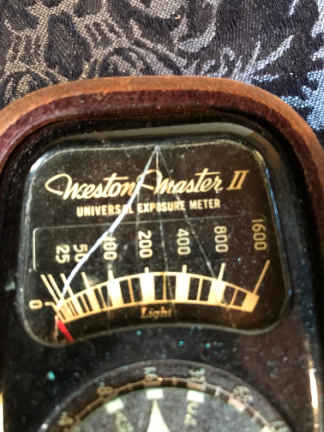 Weston Master II
UNIVERSAL EXPOSURE METER
0 25 50 100 200 400 800 1600
Light